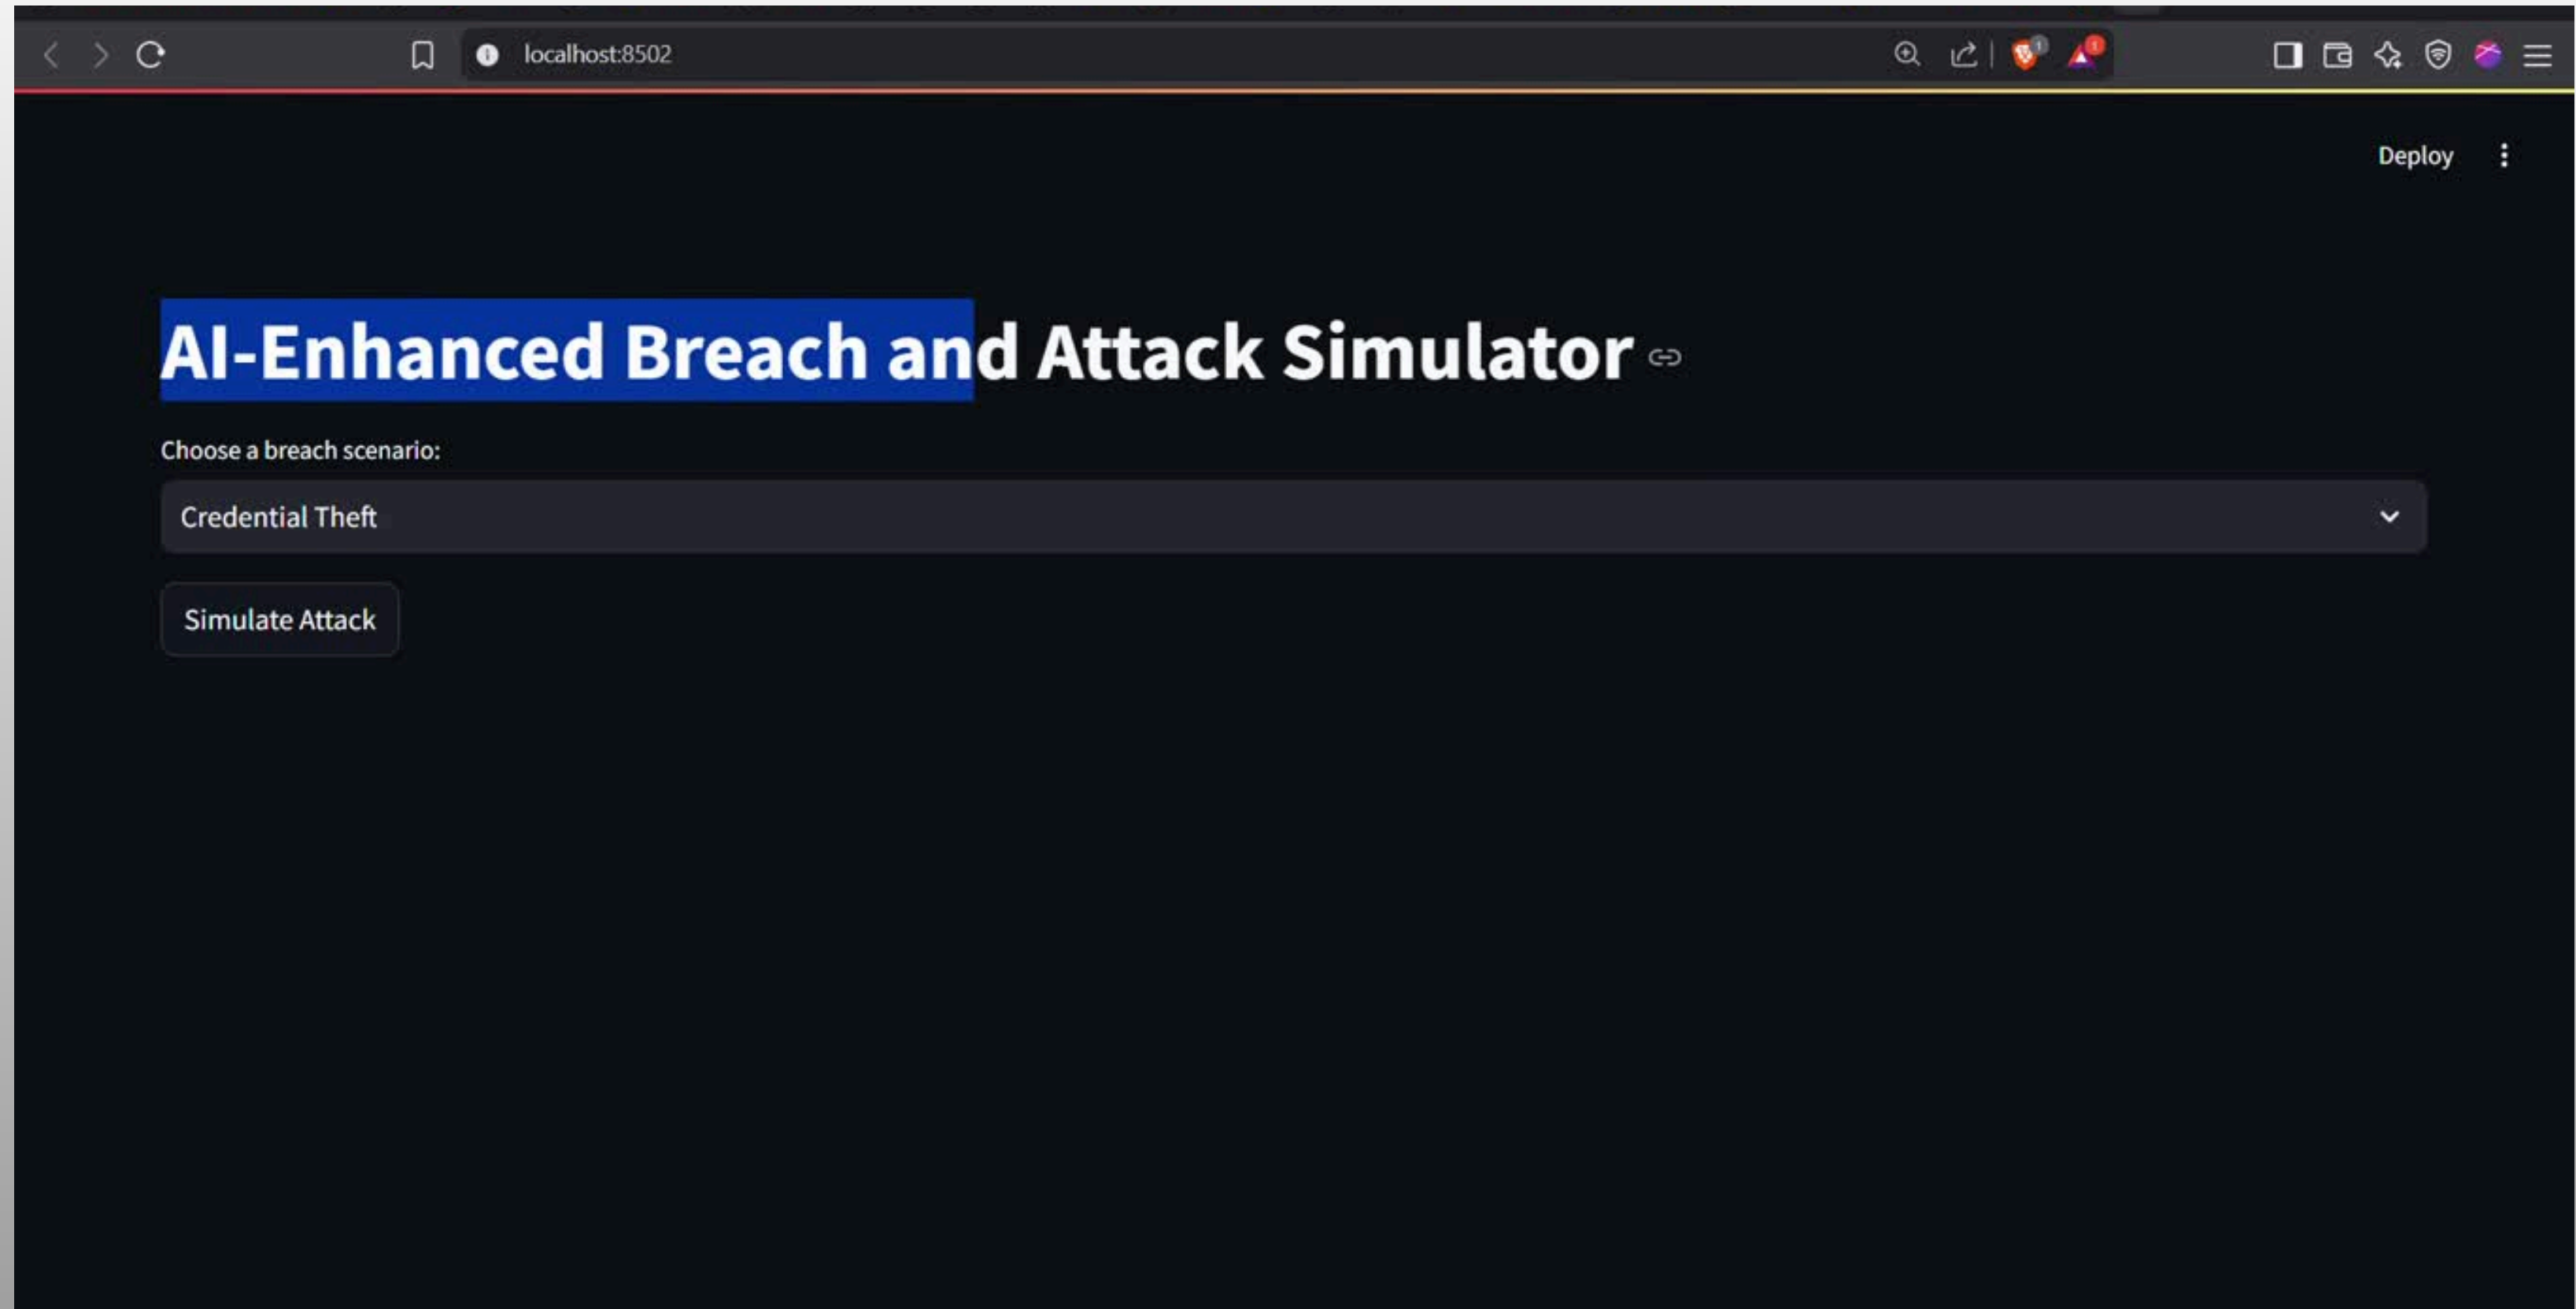 localhost:8502
Deploy
AI-Enhanced Breach and Attack Simulator
Choose a breach scenario:
Credential Theft
Simulate Attack